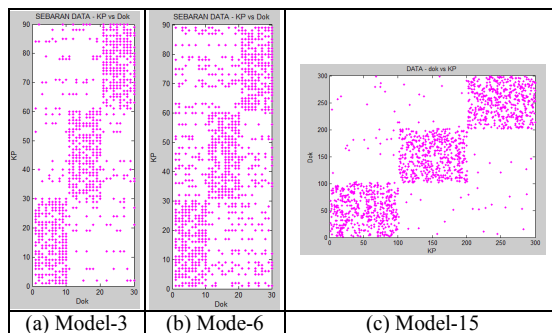 SEBARAN DATA - KP vs Dok
90
80
70
60
50
40
30
20
10
0
KP
0 10 20 30
Dok
(a) Model-3
SEBARAN DATA - KP vs Dok
90
80
70
60
50
40
30
20
10
0
KP
0 10 20 30
Dok
(b) Mode-6
DATA - dok vs KP
300
250
200
150
100
50
0
Dok
0 50 100 150 200 250 300
KP
(c) Model-15